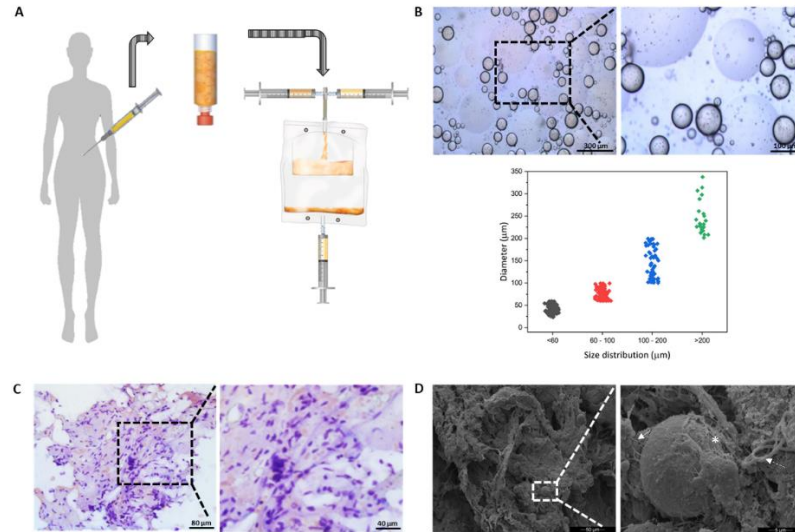 A
B
200 µm
100 µm
350
300
250
200
150
100
50
0
Diameter (µm)
<60
60 - 100
100 - 200
>200
Size distribution (µm)
C
80 µm
40 µm
D
*